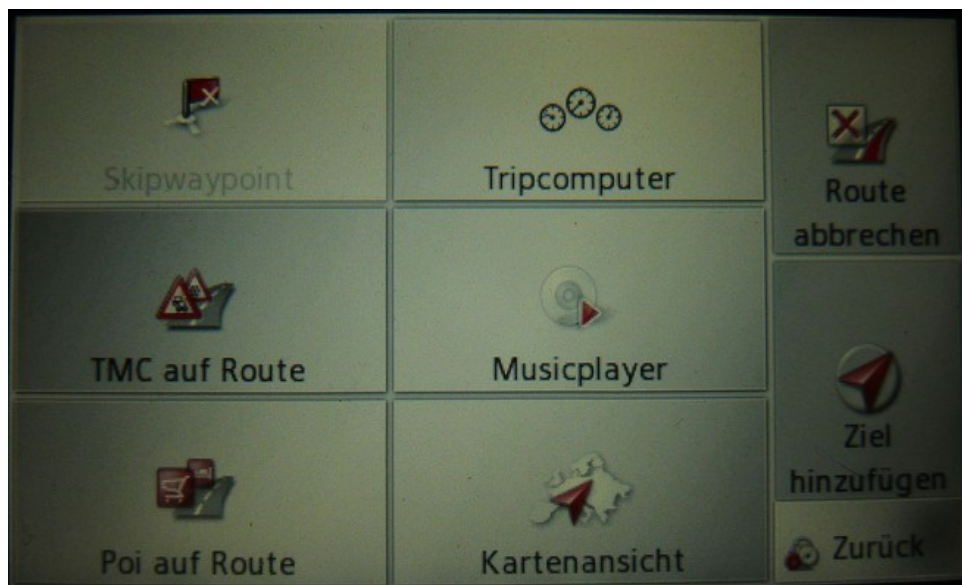 Skipwaypoint
Tripcomputer
Route
abbrechen
TMC auf Route
Musicplayer
Ziel
hinzufügen
Poi auf Route
Kartenansicht
Zurück